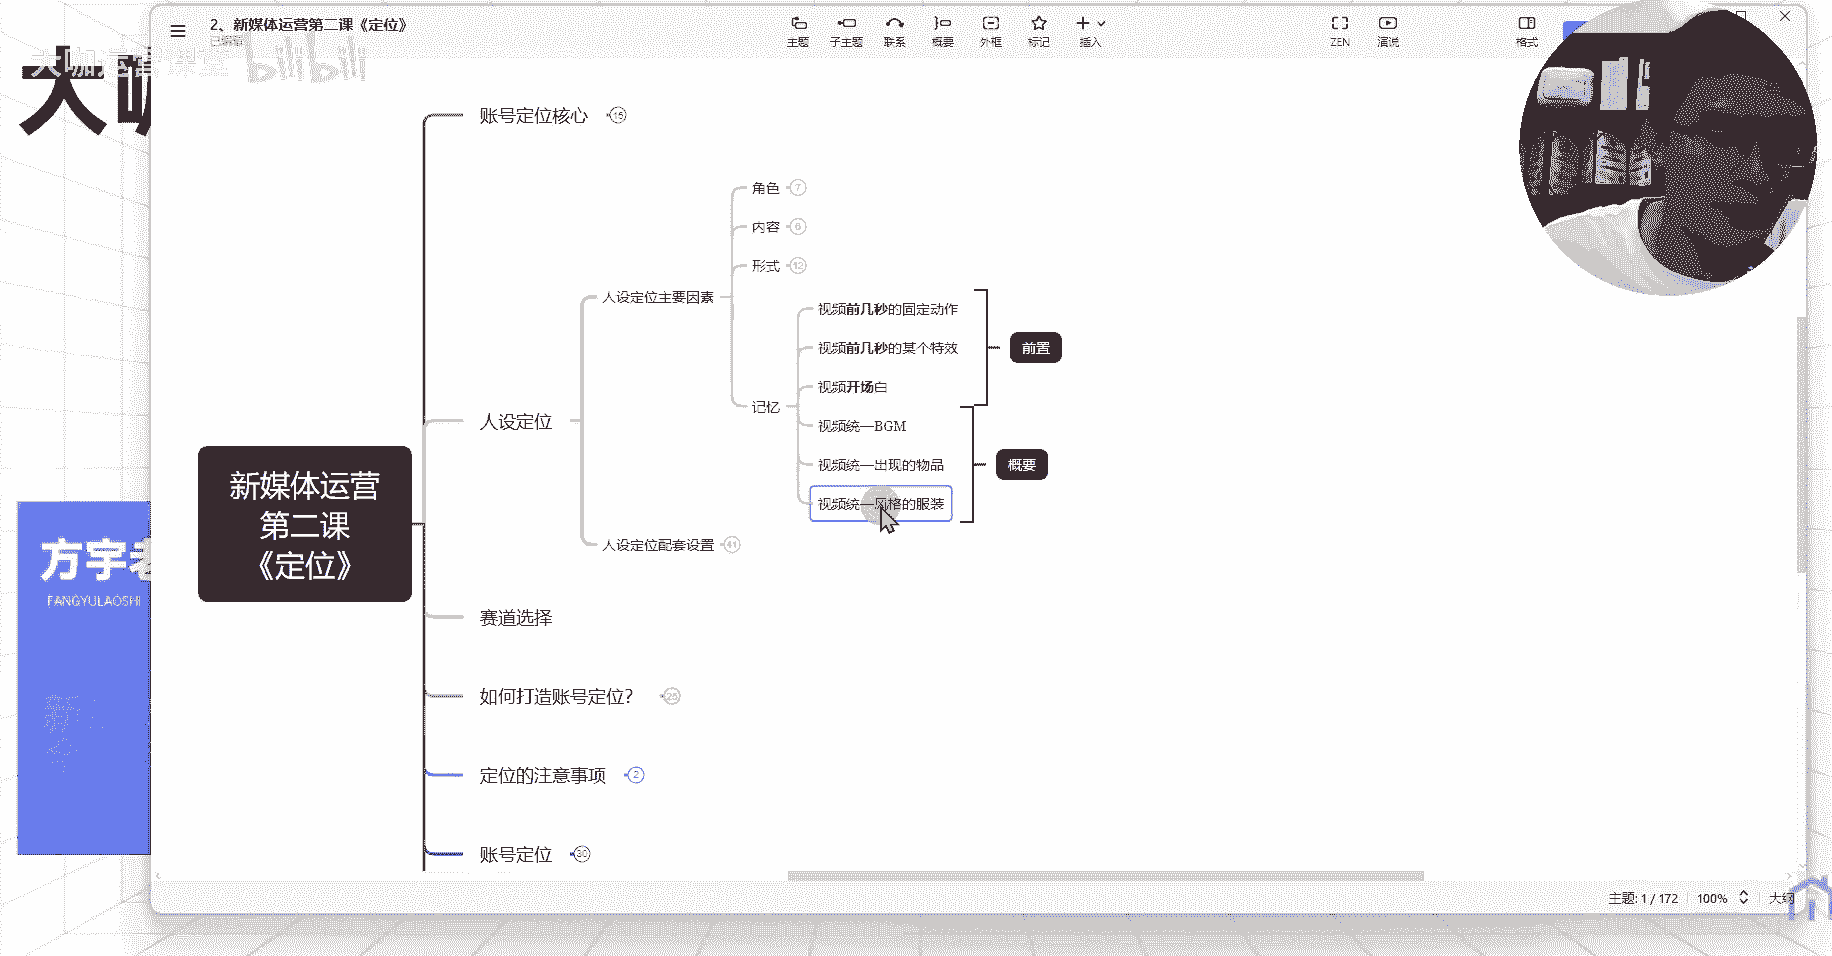 2、新媒体运营第二课《定位》
已编辑
主题
子主题
联系
概要
外框
标记
插入
ZEN
演说
格式
大咖运营课堂
bilibili
大咖
账号定位核心
15
角色
7
内容
6
形式
12
人设定位主要因素
视频前几秒的固定动作
视频前几秒的某个特效
前置
视频开场白
记忆
人设定位
视频统一BGM
视频统一出现的物品
概要
视频统一风格的服装
新媒体运营
第二课
《定位》
人设定位配套设置
41
方宇老
FANGYULAOSHI
赛道选择
如何打造账号定位?
25
定位的注意事项
2
账号定位
30
主题: 1 / 172
100%
大纲